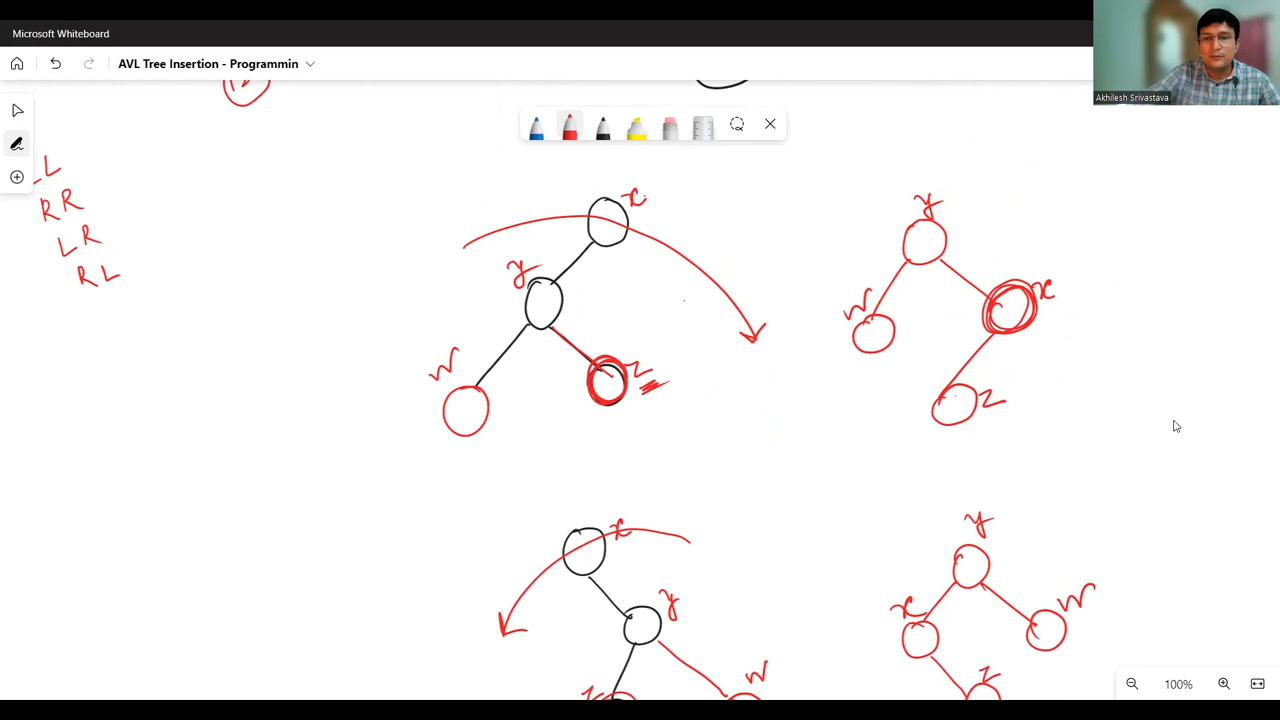 Microsoft Whiteboard
AVL Tree Insertion - Programmin
Akhilesh Srivastava
LL
RR
LR
RL
x
y
w
z
y
w
x
z
x
y
w
z
y
x
w
z
100%